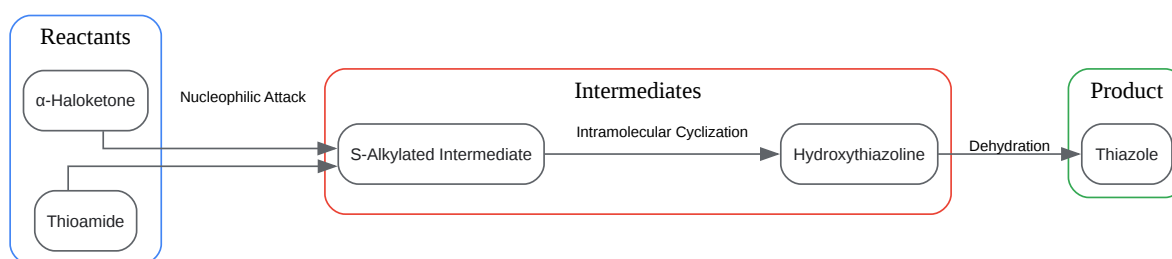 Reactants
α-Haloketone
Thioamide
Nucleophilic Attack
Intermediates
S-Alkylated Intermediate
Intramolecular Cyclization
Hydroxythiazoline
Dehydration
Product
Thiazole